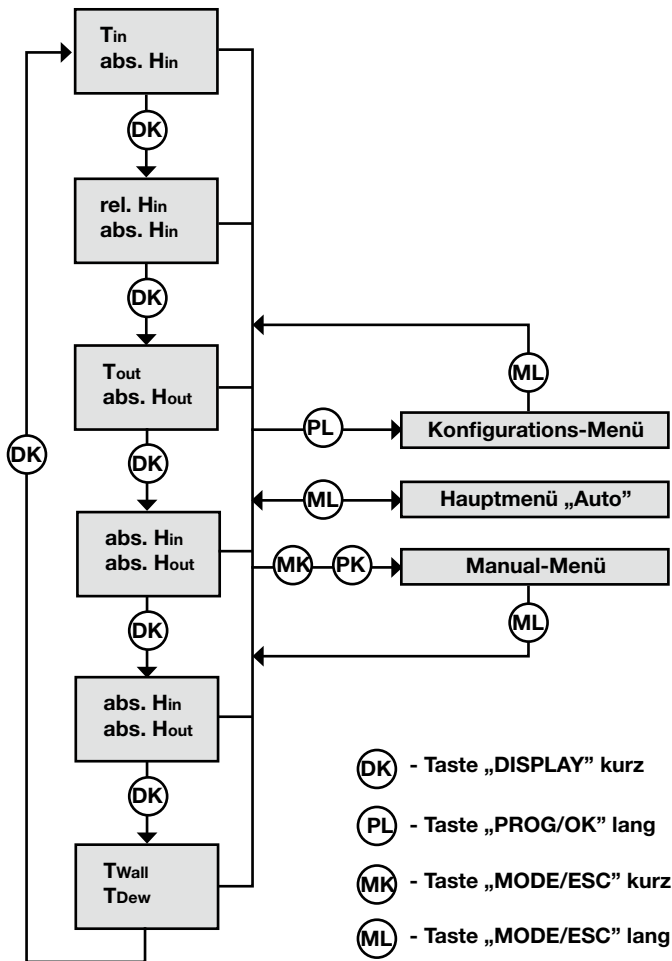 Tin
abs. Hin
DK
rel. Hin
abs. Hin
DK
Tout
abs. Hout
DK
DK
abs. Hin
abs. Hout
DK
abs. Hin
abs. Hout
DK
TWall
TDew
ML
PL
Konfigurations-Menü
ML
Hauptmenü „Auto”
MK
PK
Manual-Menü
ML
DK - Taste „DISPLAY” kurz
PL - Taste „PROG/OK” lang
MK - Taste „MODE/ESC” kurz
ML - Taste „MODE/ESC” lang